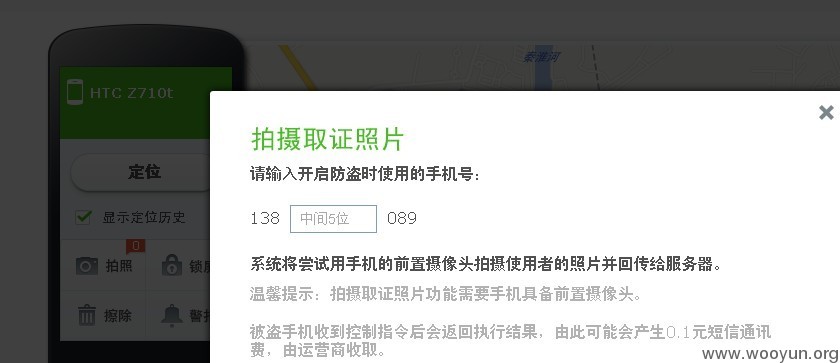 秦淮河
HTC Z710t
定位
显示定位历史
拍照
0
锁屏
擦除
警报
拍摄取证照片
请输入开启防盗时使用的手机号：
138 中间5位 089
系统将尝试用手机的前置摄像头拍摄使用者的照片并回传给服务器。
温馨提示：拍摄取证照片功能需要手机具备前置摄像头。
被盗手机收到控制指令后会返回执行结果，由此可能会产生0.1元短信通讯
费，由运营商收取。
www.wooyun.org